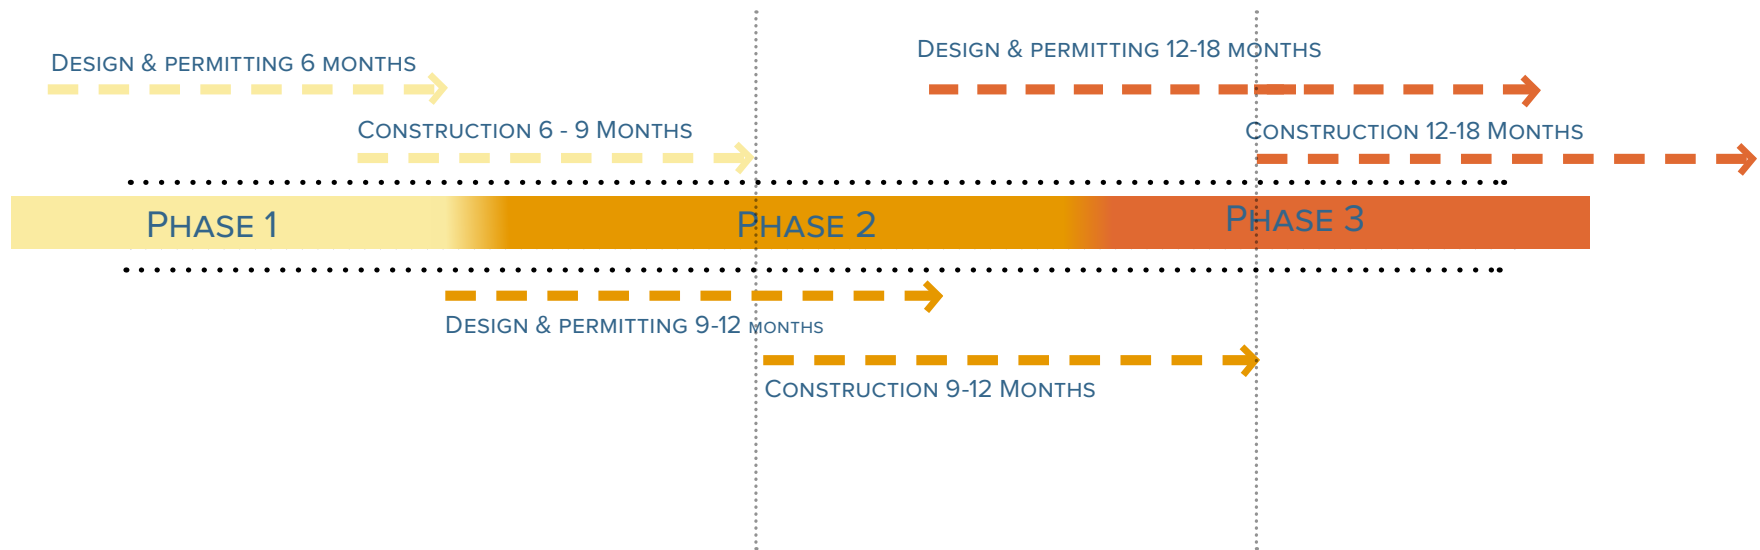 Design & permitting 6 months
Design & permitting 12-18 months
Construction 6 - 9 Months
Construction 12-18 Months
Phase 1
Phase 2
Phase 3
Design & permitting 9-12 months
Construction 9-12 Months